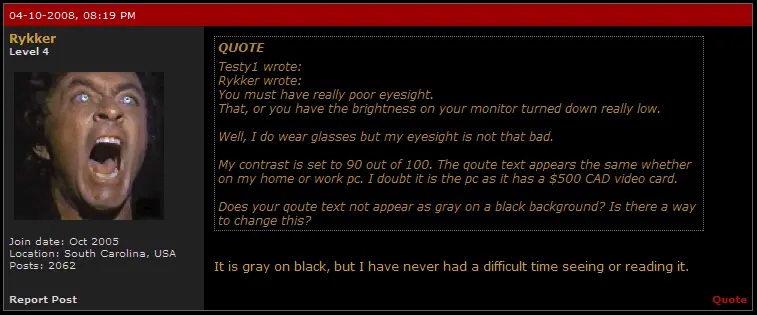 04-10-2008, 08:19 PM
Rykker
Level 4
Join date: Oct 2005
Location: South Carolina, USA
Posts: 2062
Report Post
QUOTE
Testy1 wrote:
Rykker wrote:
You must have really poor eyesight.
That, or you have the brightness on your monitor turned down really low.
Well, I do wear glasses but my eyesight is not that bad.
My contrast is set to 90 out of 100. The qoute text appears the same whether
on my home or work pc. I doubt it is the pc as it has a $500 CAD video card.
Does your qoute text not appear as gray on a black background? Is there a way
to change this?
It is gray on black, but I have never had a difficult time seeing or reading it.
Quote